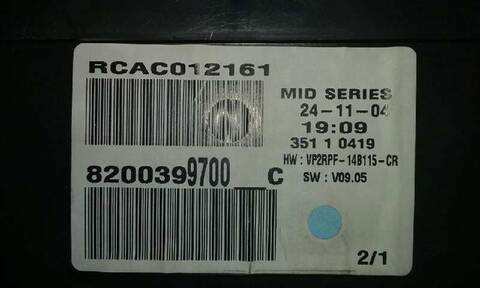 RCAC012161
MID SERIES
24-11-04
19:09
351 1 0419
HW : VP2RPF-14B115-CR
SW : V09.05
8200399700__C
2/1